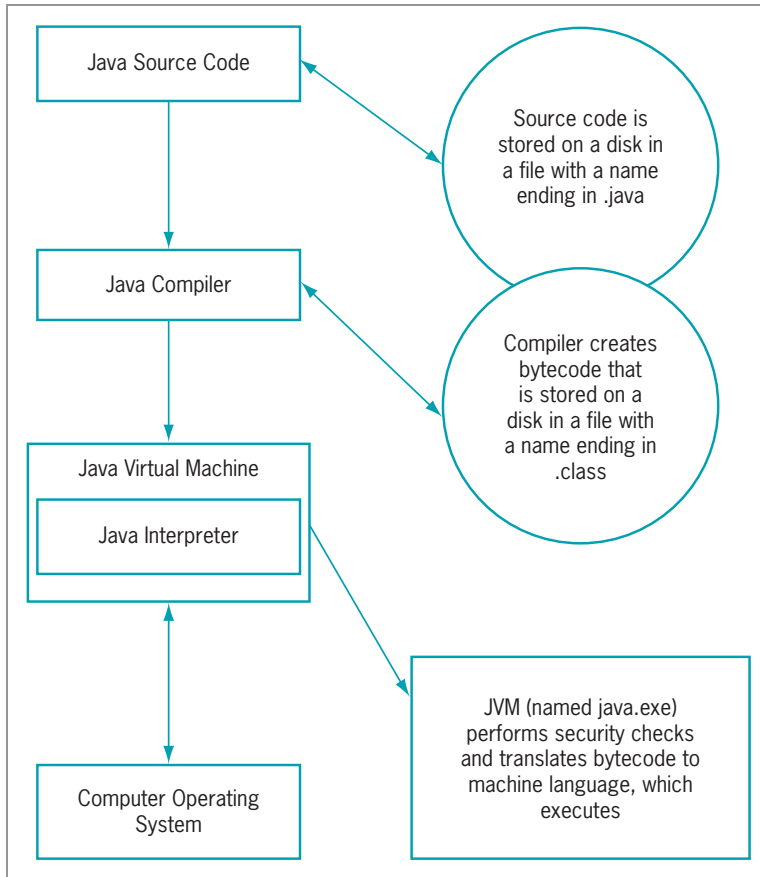 Java Source Code
Source code is
stored on a disk in
a file with a name
ending in .java
Java Compiler
Compiler creates
bytecode that
is stored on a
disk in a file with
a name ending in
.class
Java Virtual Machine
Java Interpreter
JVM (named java.exe)
performs security checks
and translates bytecode to
machine language, which
executes
Computer Operating
System